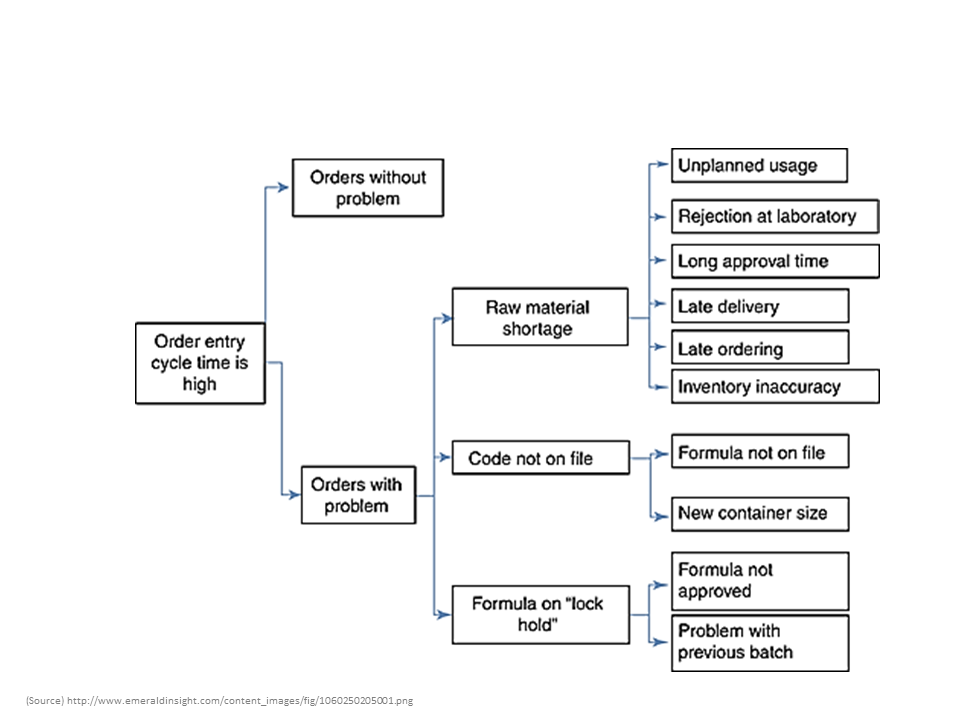 Orders without
problem
Order entry
cycle time is
high
Orders with
problem
Raw material
shortage
Code not on file
Formula on “lock
hold”
Unplanned usage
Rejection at laboratory
Long approval time
Late delivery
Late ordering
Inventory inaccuracy
Formula not on file
New container size
Formula not
approved
Problem with
previous batch
(Source) http://www.emeraldinsight.com/content_images/fig/1060250205001.png